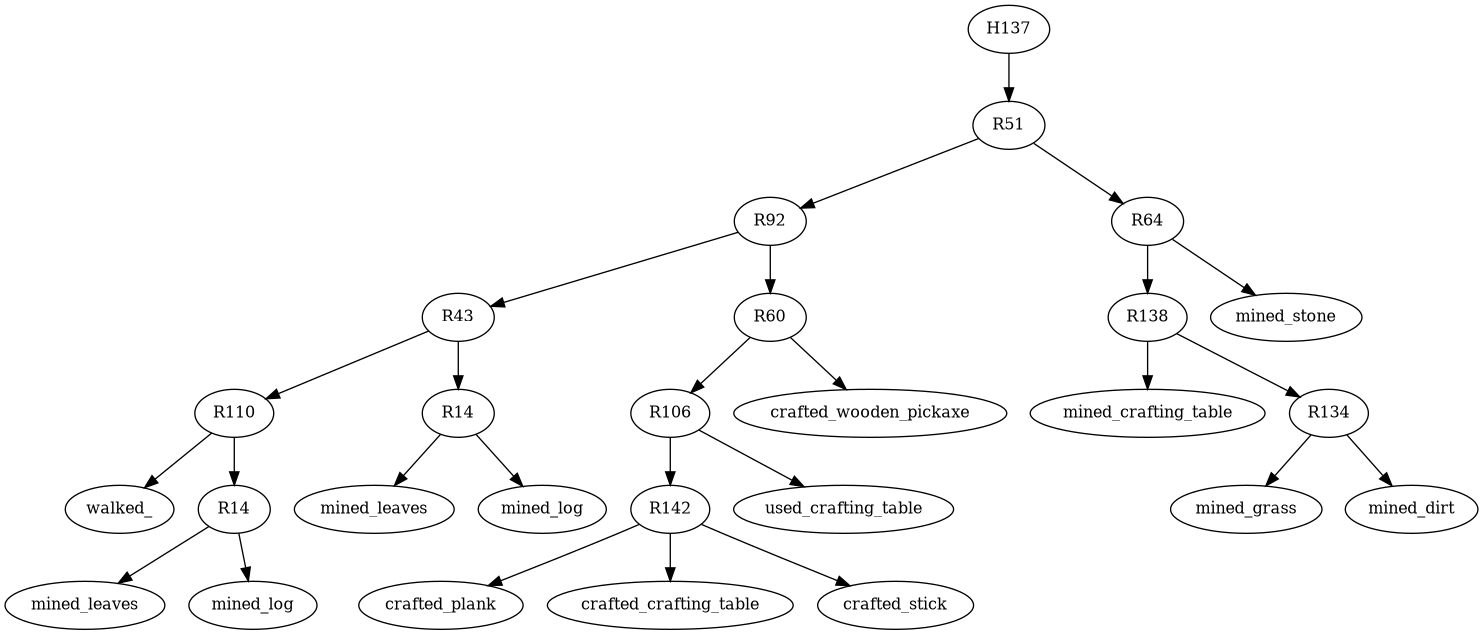 H137
R51
R92
R64
R43
R60
R138
mined_stone
R110
R14
R106
crafted_wooden_pickaxe
mined_crafting_table
R134
walked_
R14
mined_leaves
mined_log
R142
used_crafting_table
mined_grass
mined_dirt
mined_leaves
mined_log
crafted_plank
crafted_crafting_table
crafted_stick